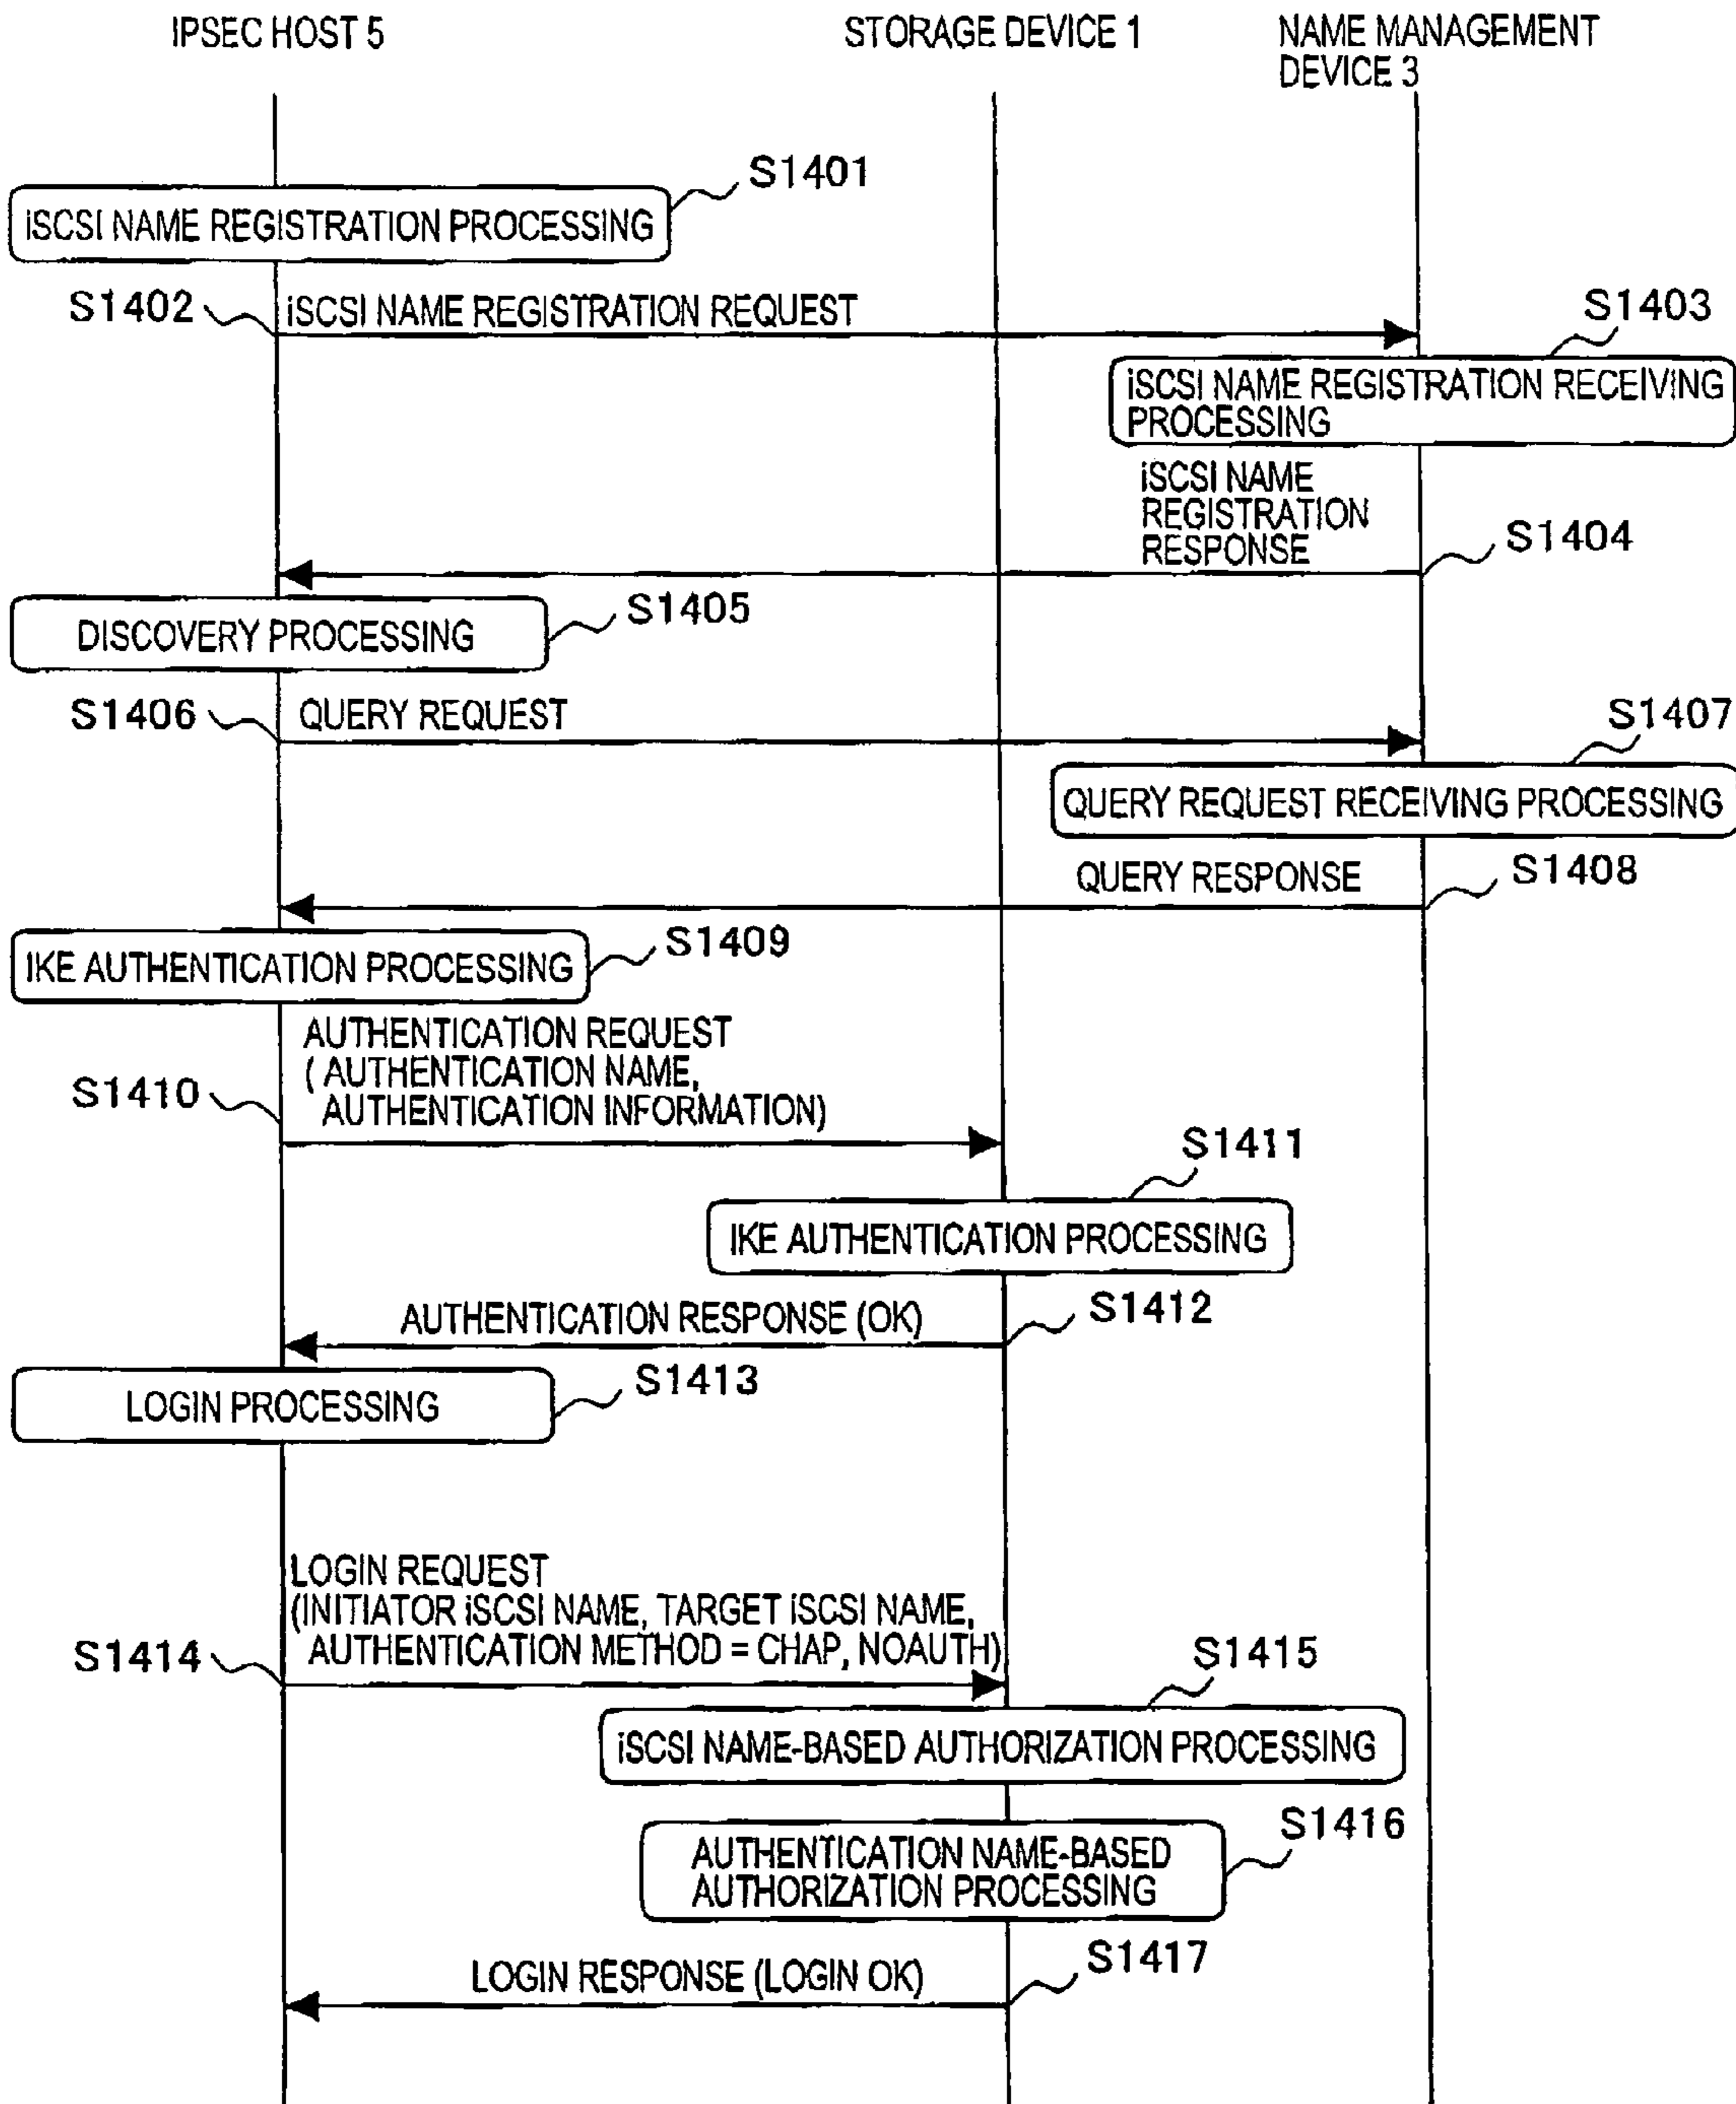 IPSEC HOST 5
STORAGE DEVICE 1
NAME MANAGEMENT
DEVICE 3
S1401
iSCSI NAME REGISTRATION PROCESSING
S1402
iSCSI NAME REGISTRATION REQUEST
S1403
iSCSI NAME REGISTRATION RECEIVING
PROCESSING
iSCSI NAME
REGISTRATION
RESPONSE
S1404
S1405
DISCOVERY PROCESSING
S1406
QUERY REQUEST
S1407
QUERY REQUEST RECEIVING PROCESSING
QUERY RESPONSE
S1408
S1409
IKE AUTHENTICATION PROCESSING
AUTHENTICATION REQUEST
( AUTHENTICATION NAME,
AUTHENTICATION INFORMATION)
S1410
S1411
IKE AUTHENTICATION PROCESSING
AUTHENTICATION RESPONSE (OK)
S1412
S1413
LOGIN PROCESSING
LOGIN REQUEST
(INITIATOR iSCSI NAME, TARGET iSCSI NAME,
AUTHENTICATION METHOD = CHAP, NOAUTH)
S1414
S1415
iSCSI NAME-BASED AUTHORIZATION PROCESSING
S1416
AUTHENTICATION NAME-BASED
AUTHORIZATION PROCESSING
S1417
LOGIN RESPONSE (LOGIN OK)